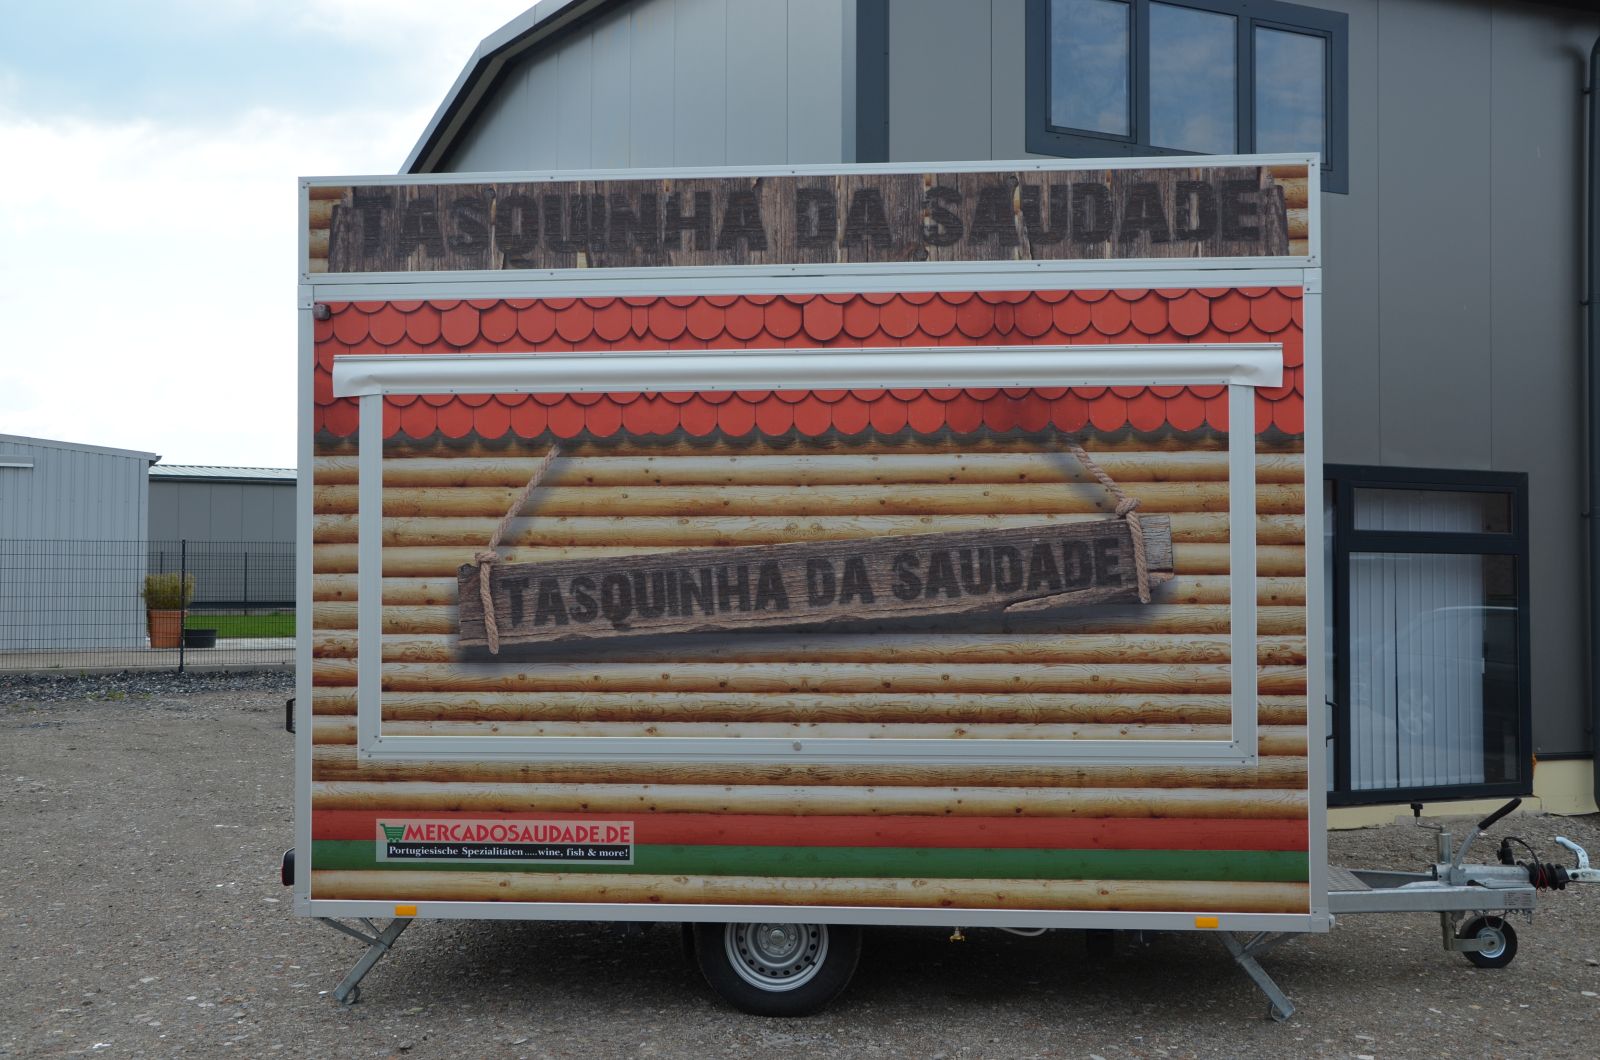 TASQUINHA DA SAUDADE
TASQUINHA DA SAUDADE
MERCADOSAUDADE.DE
Portugiesische Spezialitäten.....wine, fish & more!